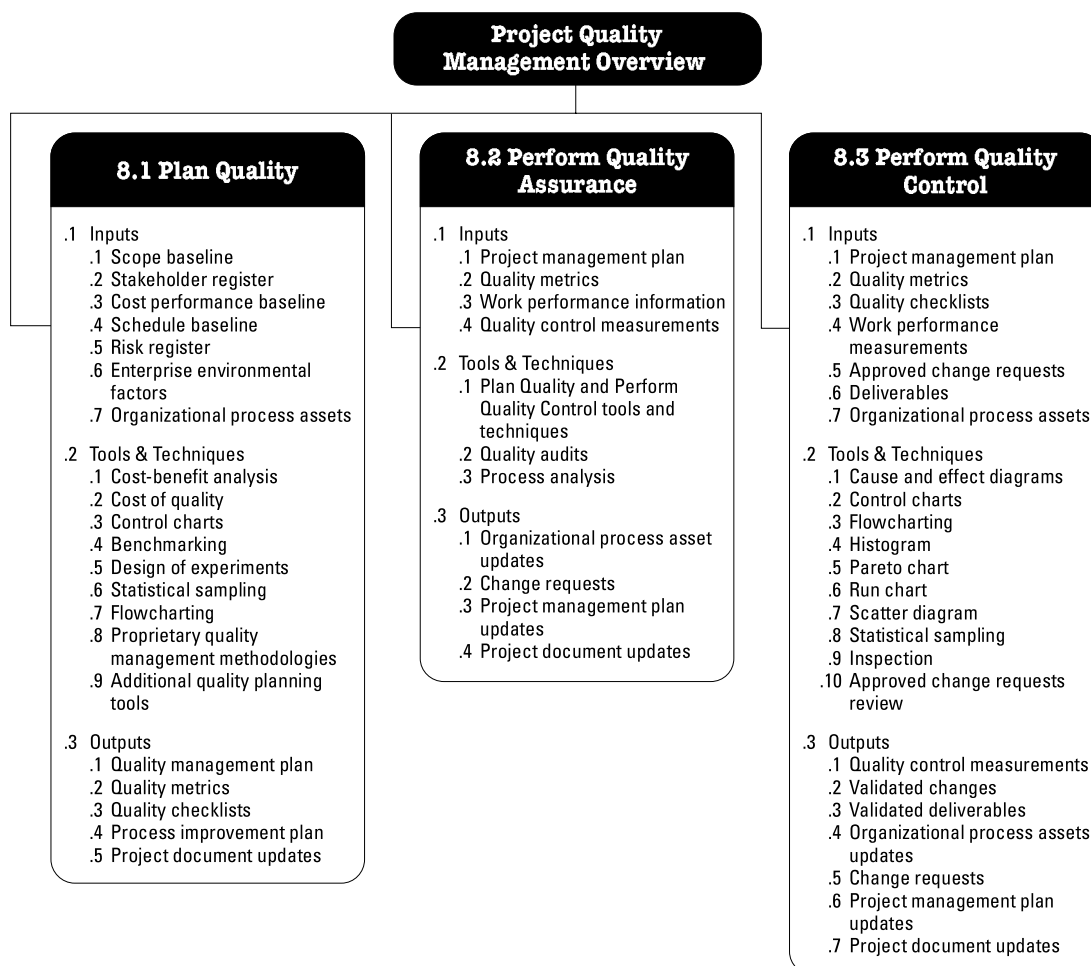 Project Quality
Management Overview
8.1 Plan Quality
.1 Inputs
.1 Scope baseline
.2 Stakeholder register
.3 Cost performance baseline
.4 Schedule baseline
.5 Risk register
.6 Enterprise environmental
factors
.7 Organizational process assets
.2 Tools & Techniques
.1 Cost-benefit analysis
.2 Cost of quality
.3 Control charts
.4 Benchmarking
.5 Design of experiments
.6 Statistical sampling
.7 Flowcharting
.8 Proprietary quality
management methodologies
.9 Additional quality planning
tools
.3 Outputs
.1 Quality management plan
.2 Quality metrics
.3 Quality checklists
.4 Process improvement plan
.5 Project document updates
8.2 Perform Quality
Assurance
.1 Inputs
.1 Project management plan
.2 Quality metrics
.3 Work performance information
.4 Quality control measurements
.2 Tools & Techniques
.1 Plan Quality and Perform
Quality Control tools and
techniques
.2 Quality audits
.3 Process analysis
.3 Outputs
.1 Organizational process asset
updates
.2 Change requests
.3 Project management plan
updates
.4 Project document updates
8.3 Perform Quality
Control
.1 Inputs
.1 Project management plan
.2 Quality metrics
.3 Quality checklists
.4 Work performance
measurements
.5 Approved change requests
.6 Deliverables
.7 Organizational process assets
.2 Tools & Techniques
.1 Cause and effect diagrams
.2 Control charts
.3 Flowcharting
.4 Histogram
.5 Pareto chart
.6 Run chart
.7 Scatter diagram
.8 Statistical sampling
.9 Inspection
.10 Approved change requests
review
.3 Outputs
.1 Quality control measurements
.2 Validated changes
.3 Validated deliverables
.4 Organizational process assets
updates
.5 Change requests
.6 Project management plan
updates
.7 Project document updates